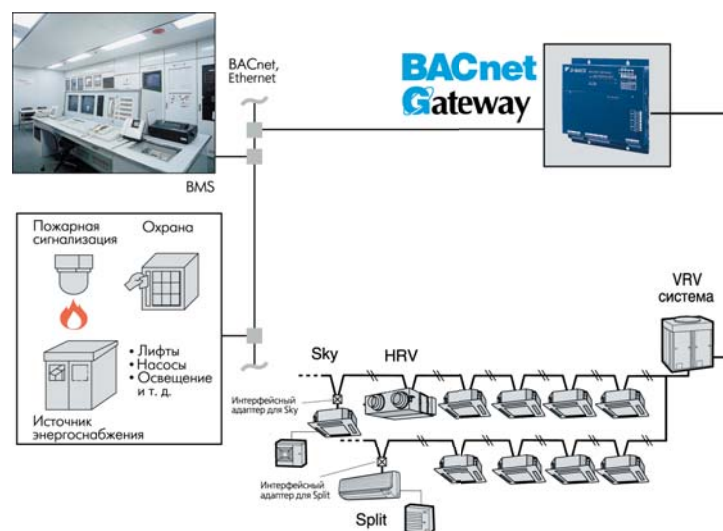 BACnet,
Ethernet
BACnet
Gateway
BMS
Пожарная
сигнализация
Охрана
• Лифты
• Насосы
• Освещение
и т. д.
Источник
энергоснабжения
VRV
система
Sky
HRV
Интерфейсный
адаптер для Sky
Интерфейсный
адаптер для Split
Split